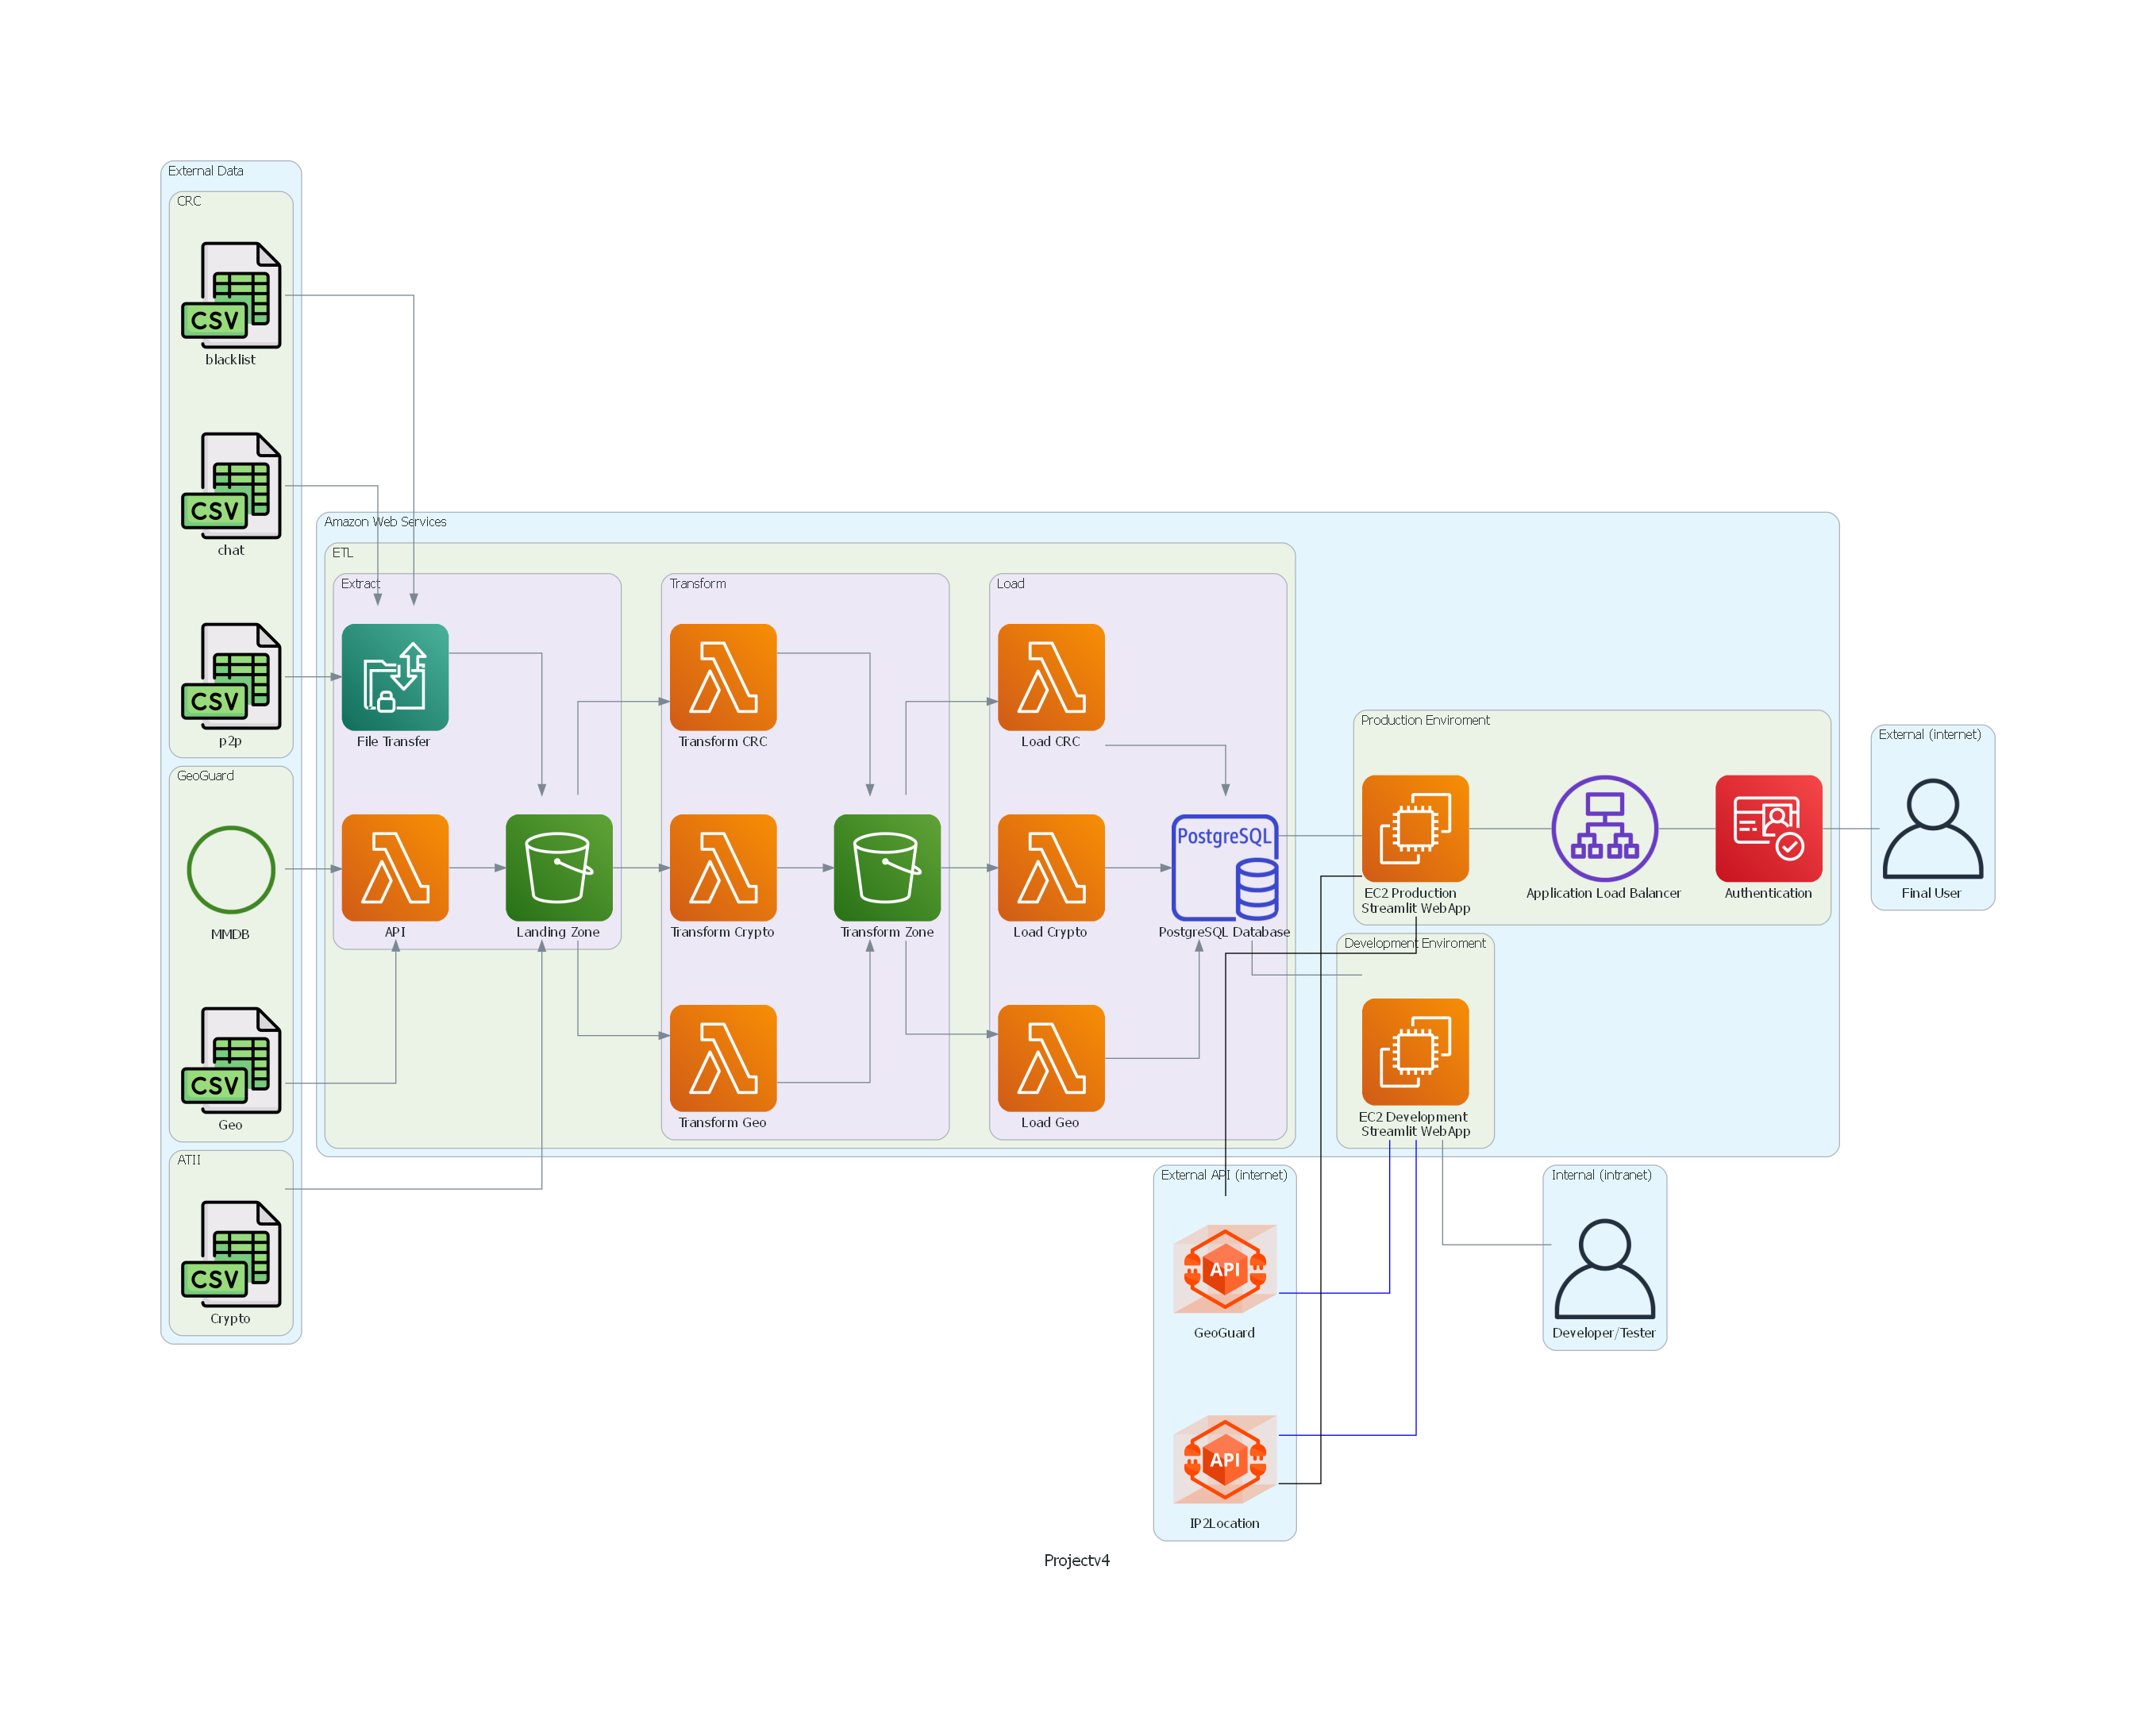 External Data
CRC
CSV
blacklist
CSV
chat
CSV
p2p
GeoGuard
MMDB
CSV
Geo
ATII
CSV
Crypto
Amazon Web Services
ETL
Extract
File Transfer
API
Landing Zone
Transform
Transform CRC
Transform Crypto
Transform Zone
Transform Geo
Load
Load CRC
Load Crypto
PostgreSQL
PostgreSQL Database
Load Geo
Production Enviroment
EC2 Production
Streamlit WebApp
Application Load Balancer
Authentication
Development Enviroment
EC2 Development
Streamlit WebApp
External (internet)
Final User
External API (internet)
API
GeoGuard
API
IP2Location
Internal (intranet)
Developer/Tester
Projectv4